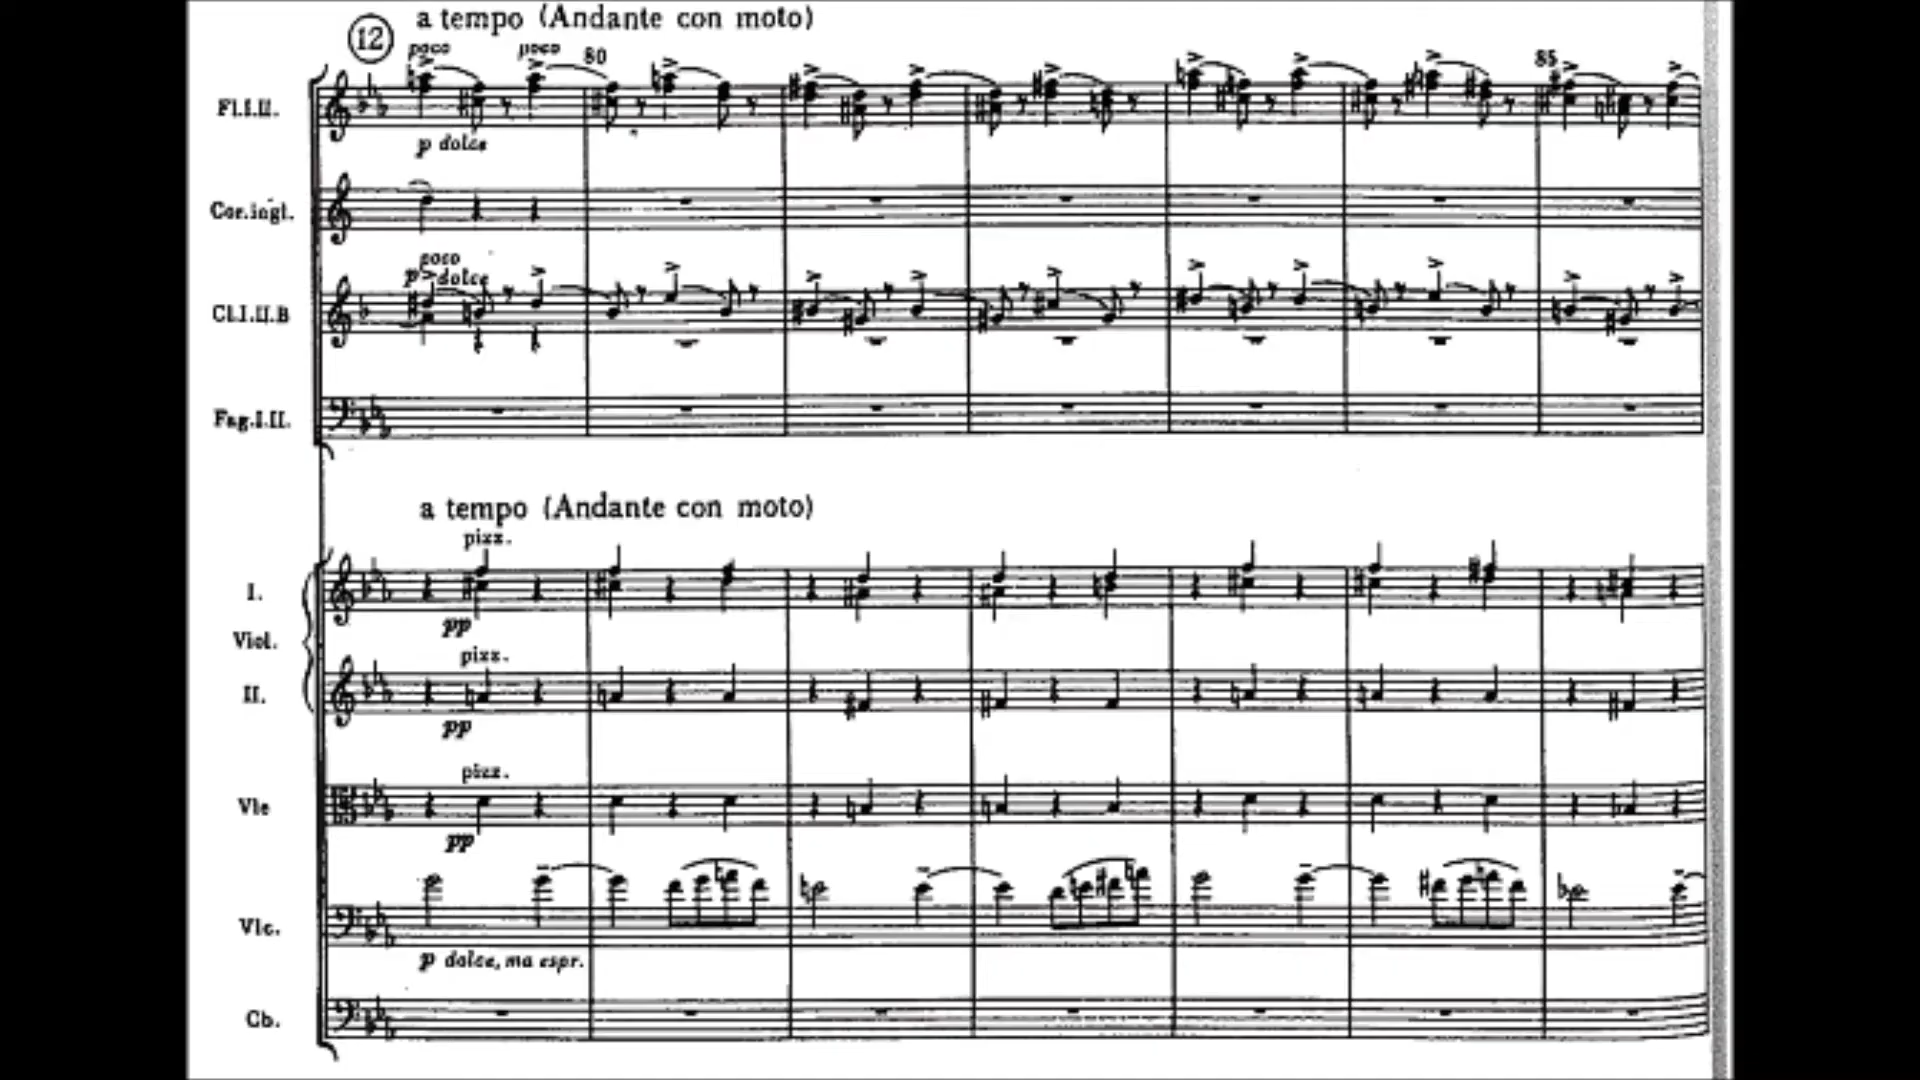 a tempo (Andante con moto)
12
poco
poco
80
85
Fl.I.II.
p dolce
Cor.ingl.
poco
p dolce
Cl.I.II.B
Fag.I.II.
a tempo (Andante con moto)
pizz.
I.
pp
Viol.
pizz.
II.
pp
pizz.
Vle
pp
Vlc.
p dolce, ma espr.
Cb.